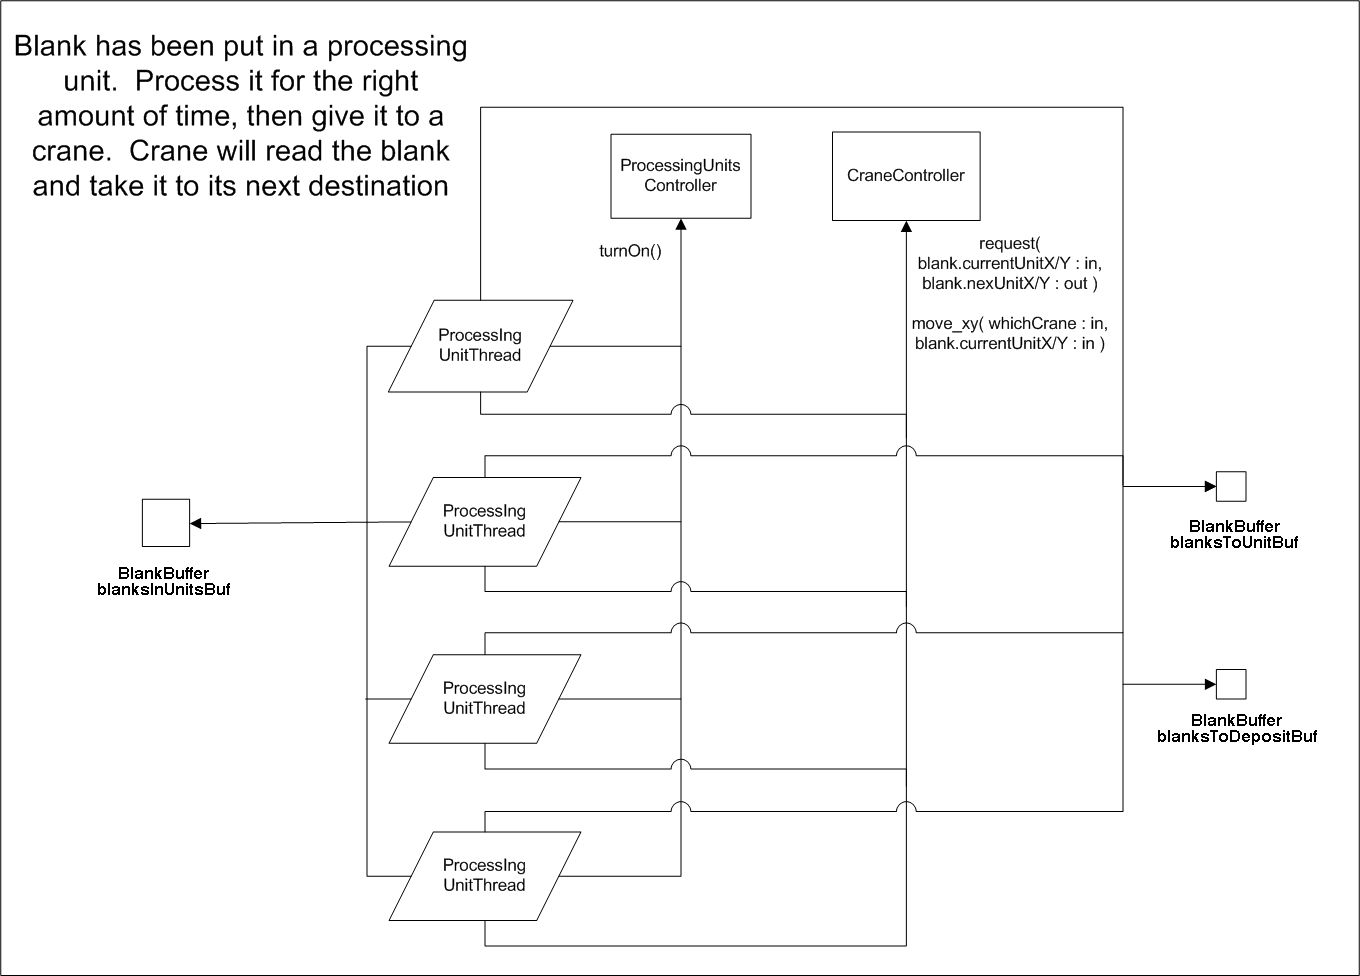 Blank has been put in a processing
unit.  Process it for the right
amount of time, then give it to a
crane.  Crane will read the blank
and take it to its next destination
ProcessingUnits
Controller
CraneController
turnOn()
request(
blank.currentUnitX/Y : in,
blank.nexUnitX/Y : out )
move_xy( whichCrane : in,
blank.currentUnitX/Y : in )
ProcessIng
UnitThread
ProcessIng
UnitThread
BlankBuffer
blanksInUnitsBuf
BlankBuffer
blanksToUnitBuf
ProcessIng
UnitThread
BlankBuffer
blanksToDepositBuf
ProcessIng
UnitThread